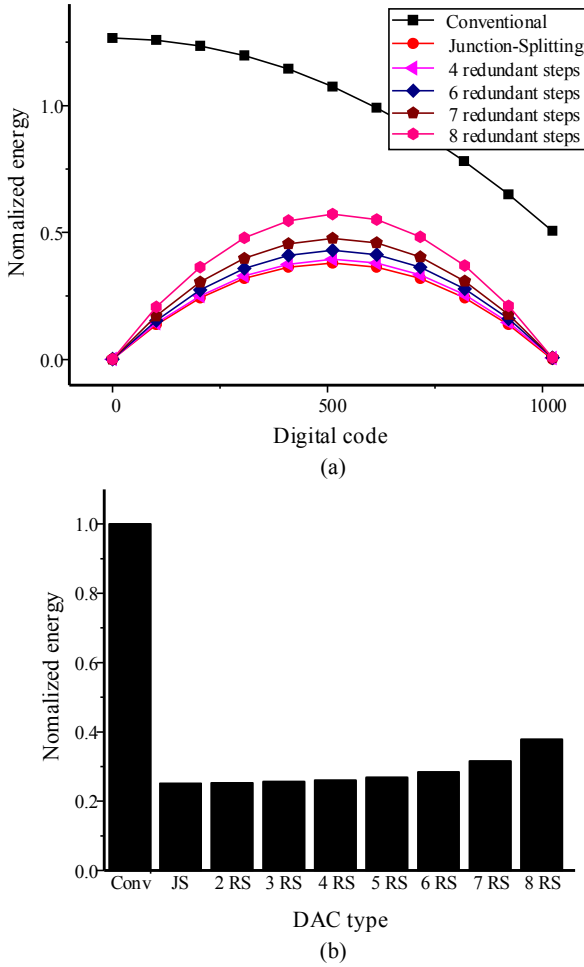 Conventional
Junction-Splitting
4 redundant steps
6 redundant steps
7 redundant steps
8 redundant steps
Nomalized energy
1.0
0.5
0.0
0
500
1000
Digital code
(a)
Nomalized energy
1.0
0.8
0.6
0.4
0.2
0.0
Conv JS 2 RS 3 RS 4 RS 5 RS 6 RS 7 RS 8 RS
DAC type
(b)